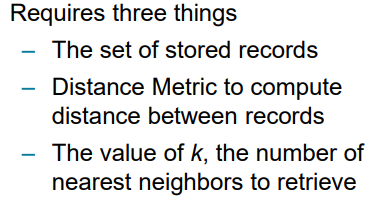 Requires three things
– The set of stored records
– Distance Metric to compute
distance between records
– The value of k, the number of
nearest neighbors to retrieve